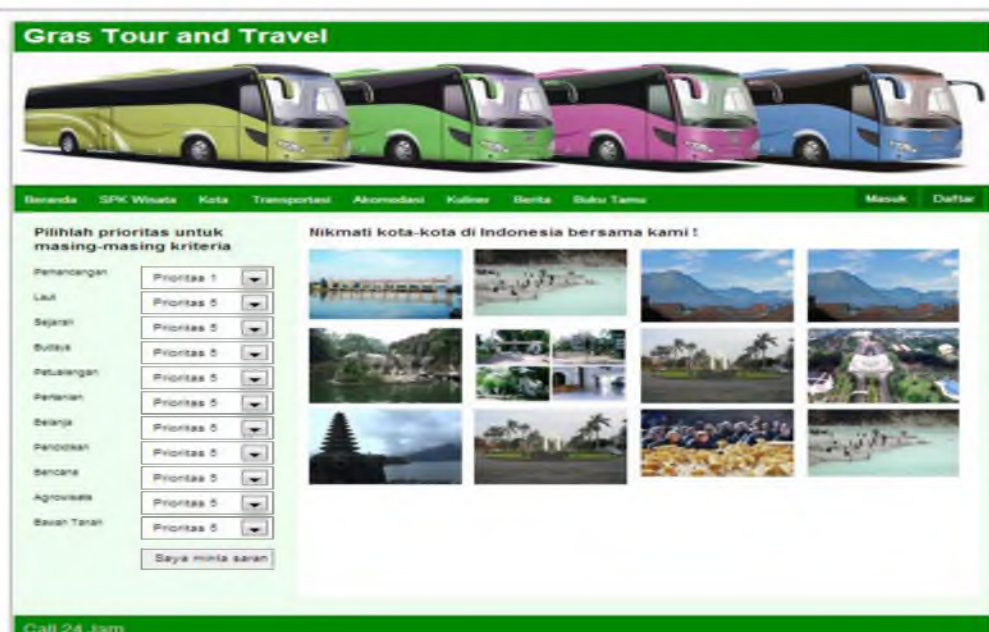 Gras Tour and Travel
Beranda SPK Wisata Kota Transportasi Akomodasi Kuliner Berita Buku Tamu Masuk Daftar
Pilihlah prioritas untuk
masing-masing kriteria
Pemandangan Prioritas 1
Laut Prioritas 5
Sejarah Prioritas 5
Budaya Prioritas 5
Petualangan Prioritas 5
Pertanian Prioritas 5
Belanja Prioritas 5
Pendidikan Prioritas 5
Bencana Prioritas 5
Agrowisata Prioritas 5
Bawah Tanah Prioritas 5
Saya minta saran
Nikmati kota-kota di Indonesia bersama kami !
Call 24 Jam